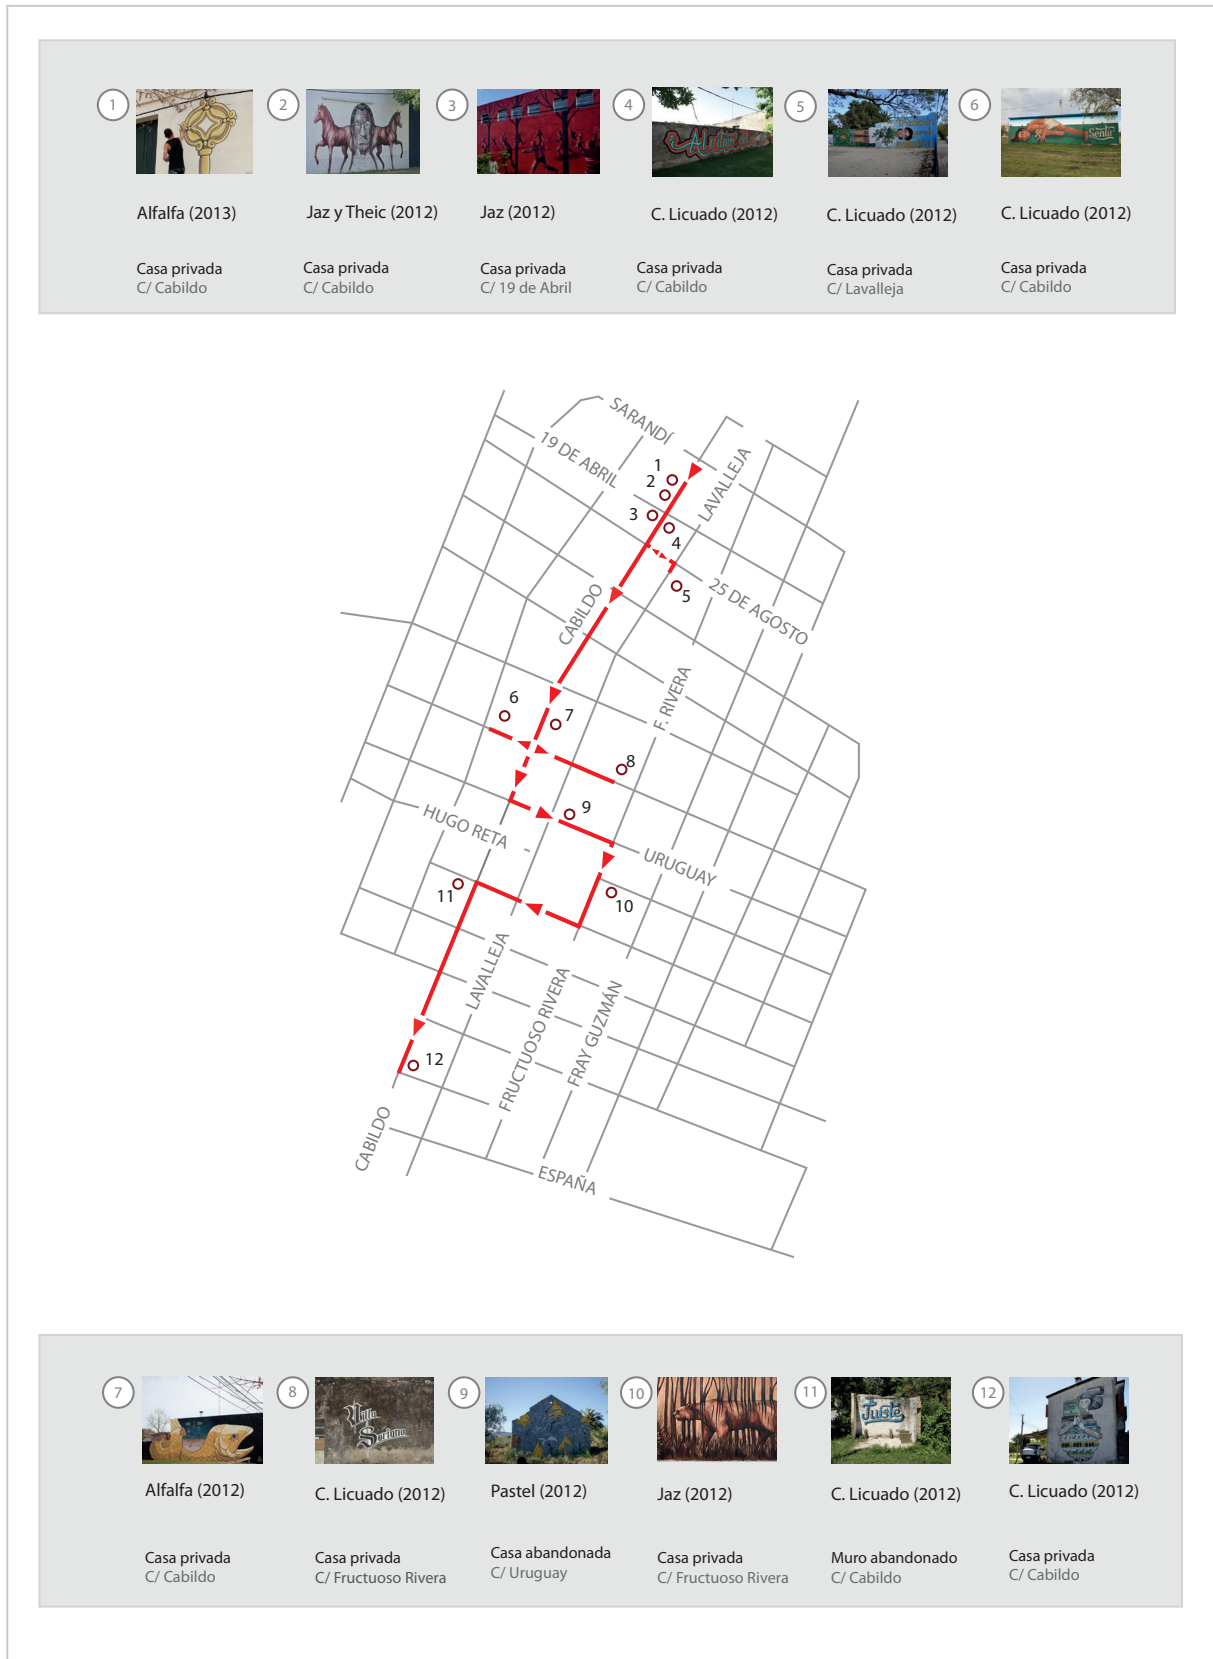 1
2
3
4
5
6
Alfalfa (2013)
Jaz y Theic (2012)
Jaz (2012)
C. Licuado (2012)
C. Licuado (2012)
C. Licuado (2012)
Casa privada
C/ Cabildo
Casa privada
C/ Cabildo
Casa privada
C/ 19 de Abril
Casa privada
C/ Cabildo
Casa privada
C/ Lavalleja
Casa privada
C/ Cabildo
Sentir
SARANDÍ
19 DE ABRIL
LAVALLEJA
1
2
3
4
5
25 DE AGOSTO
CABILDO
F. RIVERA
6
7
8
9
HUGO RETA
URUGUAY
10
11
LAVALLEJA
FRUCTUOSO RIVERA
FRAY GUZMÁN
12
CABILDO
ESPAÑA
7
8
9
10
11
12
Villa
Soriano
Fuiste
Alfalfa (2012)
C. Licuado (2012)
Pastel (2012)
Jaz (2012)
C. Licuado (2012)
C. Licuado (2012)
Casa privada
C/ Cabildo
Casa privada
C/ Fructuoso Rivera
Casa abandonada
C/ Uruguay
Casa privada
C/ Fructuoso Rivera
Muro abandonado
C/ Cabildo
Casa privada
C/ Cabildo